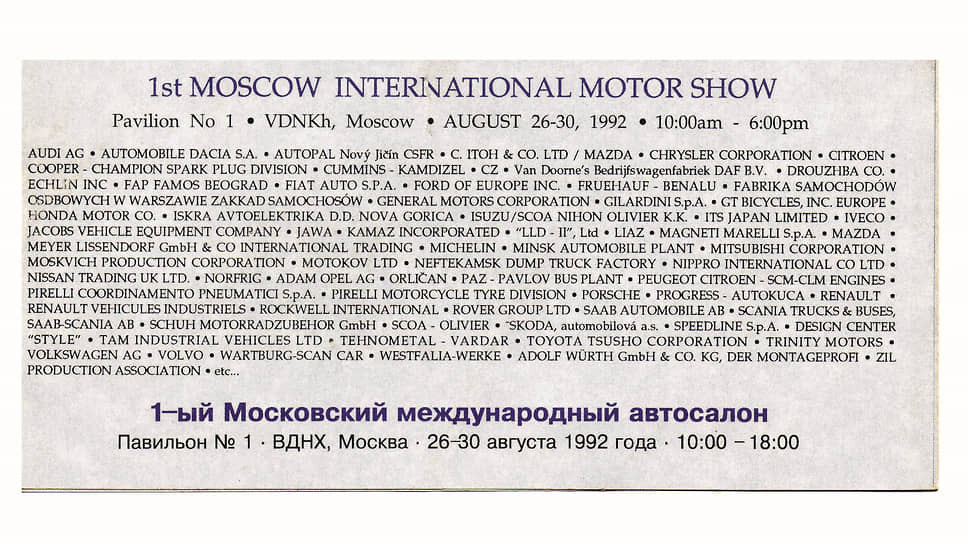 1st MOSCOW INTERNATIONAL MOTOR SHOW
Pavilion No 1 • VDNKh, Moscow • AUGUST 26-30, 1992 • 10:00am - 6:00pm
AUDI AG • AUTOMOBILE DACIA S.A. • AUTOPAL Nový Jičín CSFR • C. ITOH & CO. LTD / MAZDA • CHRYSLER CORPORATION • CITROEN •
COOPER - CHAMPION SPARK PLUG DIVISION • CUMMINS - KAMDIZEL • CZ • Van Doorne's Bedrijfswagenfabriek DAF B.V. • DROUZHBA CO. •
ECHLIN INC • FAP FAMOS BEOGRAD • FIAT AUTO S.P.A. • FORD OF EUROPE INC. • FRUEHAUF - BENALU • FABRIKA SAMOCHODÓW
OSDBOWYCH W WARSZAWIE ZAKKAD SAMOCHOSÓW • GENERAL MOTORS CORPORATION • GILARDINI S.p.A. • GT BICYCLES, INC. EUROPE •
HONDA MOTOR CO. • ISKRA AVTOELEKTRIKA D.D. NOVA GORICA • ISUZU/SCOA NIHON OLIVIER K.K. • ITS JAPAN LIMITED • IVECO •
JACOBS VEHICLE EQUIPMENT COMPANY • JAWA • KAMAZ INCORPORATED • "LLD - II", Ltd • LIAZ • MAGNETI MARELLI S.p.A. • MAZDA •
MEYER LISSENDORF GmbH & CO INTERNATIONAL TRADING • MICHELIN • MINSK AUTOMOBILE PLANT • MITSUBISHI CORPORATION •
MOSKVICH PRODUCTION CORPORATION • MOTOKOV LTD • NEFTEKAMSK DUMP TRUCK FACTORY • NIPPRO INTERNATIONAL CO LTD •
NISSAN TRADING UK LTD. • NORFRIG • ADAM OPEL AG • ORLIČAN • PAZ - PAVLOV BUS PLANT • PEUGEOT CITROEN - SCM-CLM ENGINES •
PIRELLI COORDINAMENTO PNEUMATICI S.p.A. • PIRELLI MOTORCYCLE TYRE DIVISION • PORSCHE • PROGRESS - AUTOKUCA • RENAULT •
RENAULT VEHICULES INDUSTRIELS • ROCKWELL INTERNATIONAL • ROVER GROUP LTD • SAAB AUTOMOBILE AB • SCANIA TRUCKS & BUSES,
SAAB-SCANIA AB • SCHUH MOTORRADZUBEHOR GmbH • SCOA - OLIVIER • ˇSKODA, automobilová a.s. • SPEEDLINE S.p.A. • DESIGN CENTER
"STYLE" • TAM INDUSTRIAL VEHICLES LTD • TEHNOMETAL - VARDAR • TOYOTA TSUSHO CORPORATION • TRINITY MOTORS •
VOLKSWAGEN AG • VOLVO • WARTBURG-SCAN CAR • WESTFALIA-WERKE • ADOLF WÜRTH GmbH & CO. KG, DER MONTAGEPROFI • ZIL
PRODUCTION ASSOCIATION • etc...
1–ый Московский международный автосалон
Павильон № 1 · ВДНХ, Москва · 26–30 августа 1992 года · 10:00 – 18:00